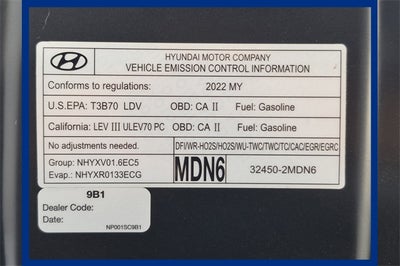 HYUNDAI MOTOR COMPANY
VEHICLE EMISSION CONTROL INFORMATION
Conforms to regulations: 2022 MY
U.S.EPA: T3B70 LDV OBD: CA II Fuel: Gasoline
California: LEV III ULEV70 PC OBD: CA II Fuel: Gasoline
No adjustments needed. DFI/WR-HO2S/HO2S/WU-TWC/TWC/TC/CAC/EGR/EGRC
Group: NHYXV01.6EC5
Evap.: NHYXR0133ECG
MDN6 32450-2MDN6
9B1
Dealer Code:
Date:
NP001SC9B1